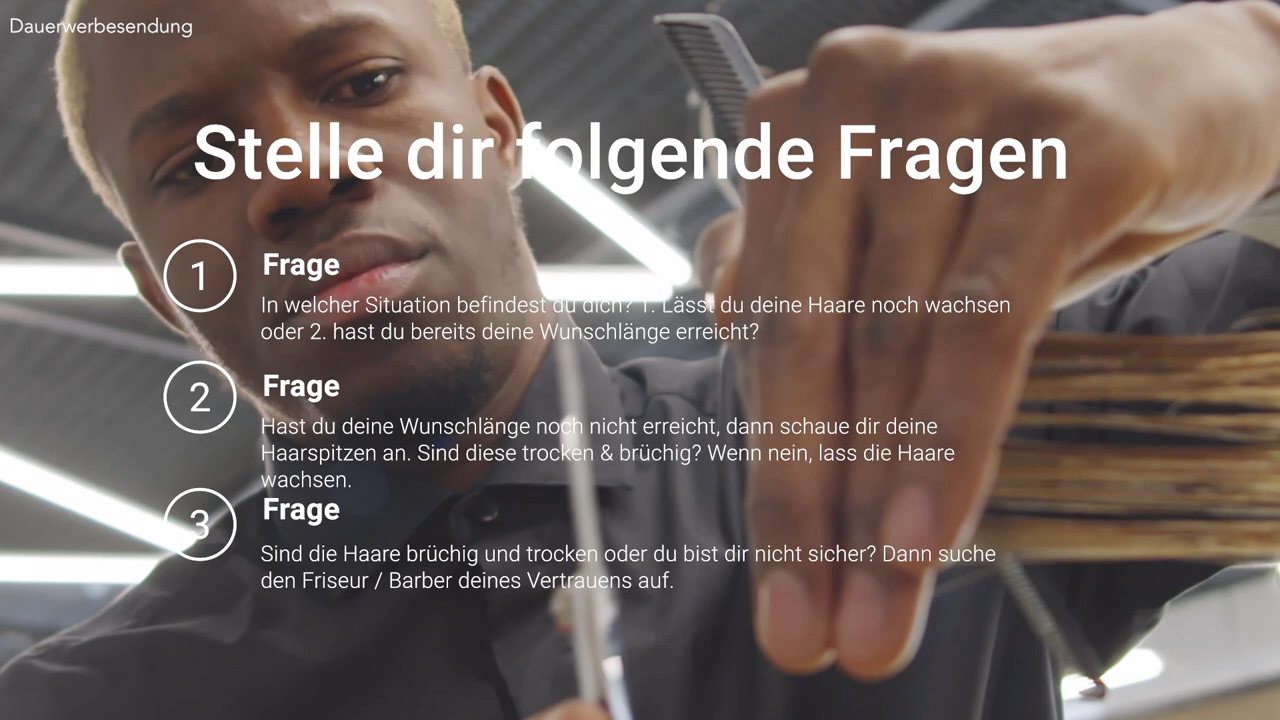 Dauerwerbesendung
Stelle dir folgende Fragen
1
Frage
In welcher Situation befindest du dich? 1. Lässt du deine Haare noch wachsen
oder 2. hast du bereits deine Wunschlänge erreicht?
2
Frage
Hast du deine Wunschlänge noch nicht erreicht, dann schaue dir deine
Haarspitzen an. Sind diese trocken & brüchig? Wenn nein, lass die Haare
wachsen.
3
Frage
Sind die Haare brüchig und trocken oder du bist dir nicht sicher? Dann suche
den Friseur / Barber deines Vertrauens auf.